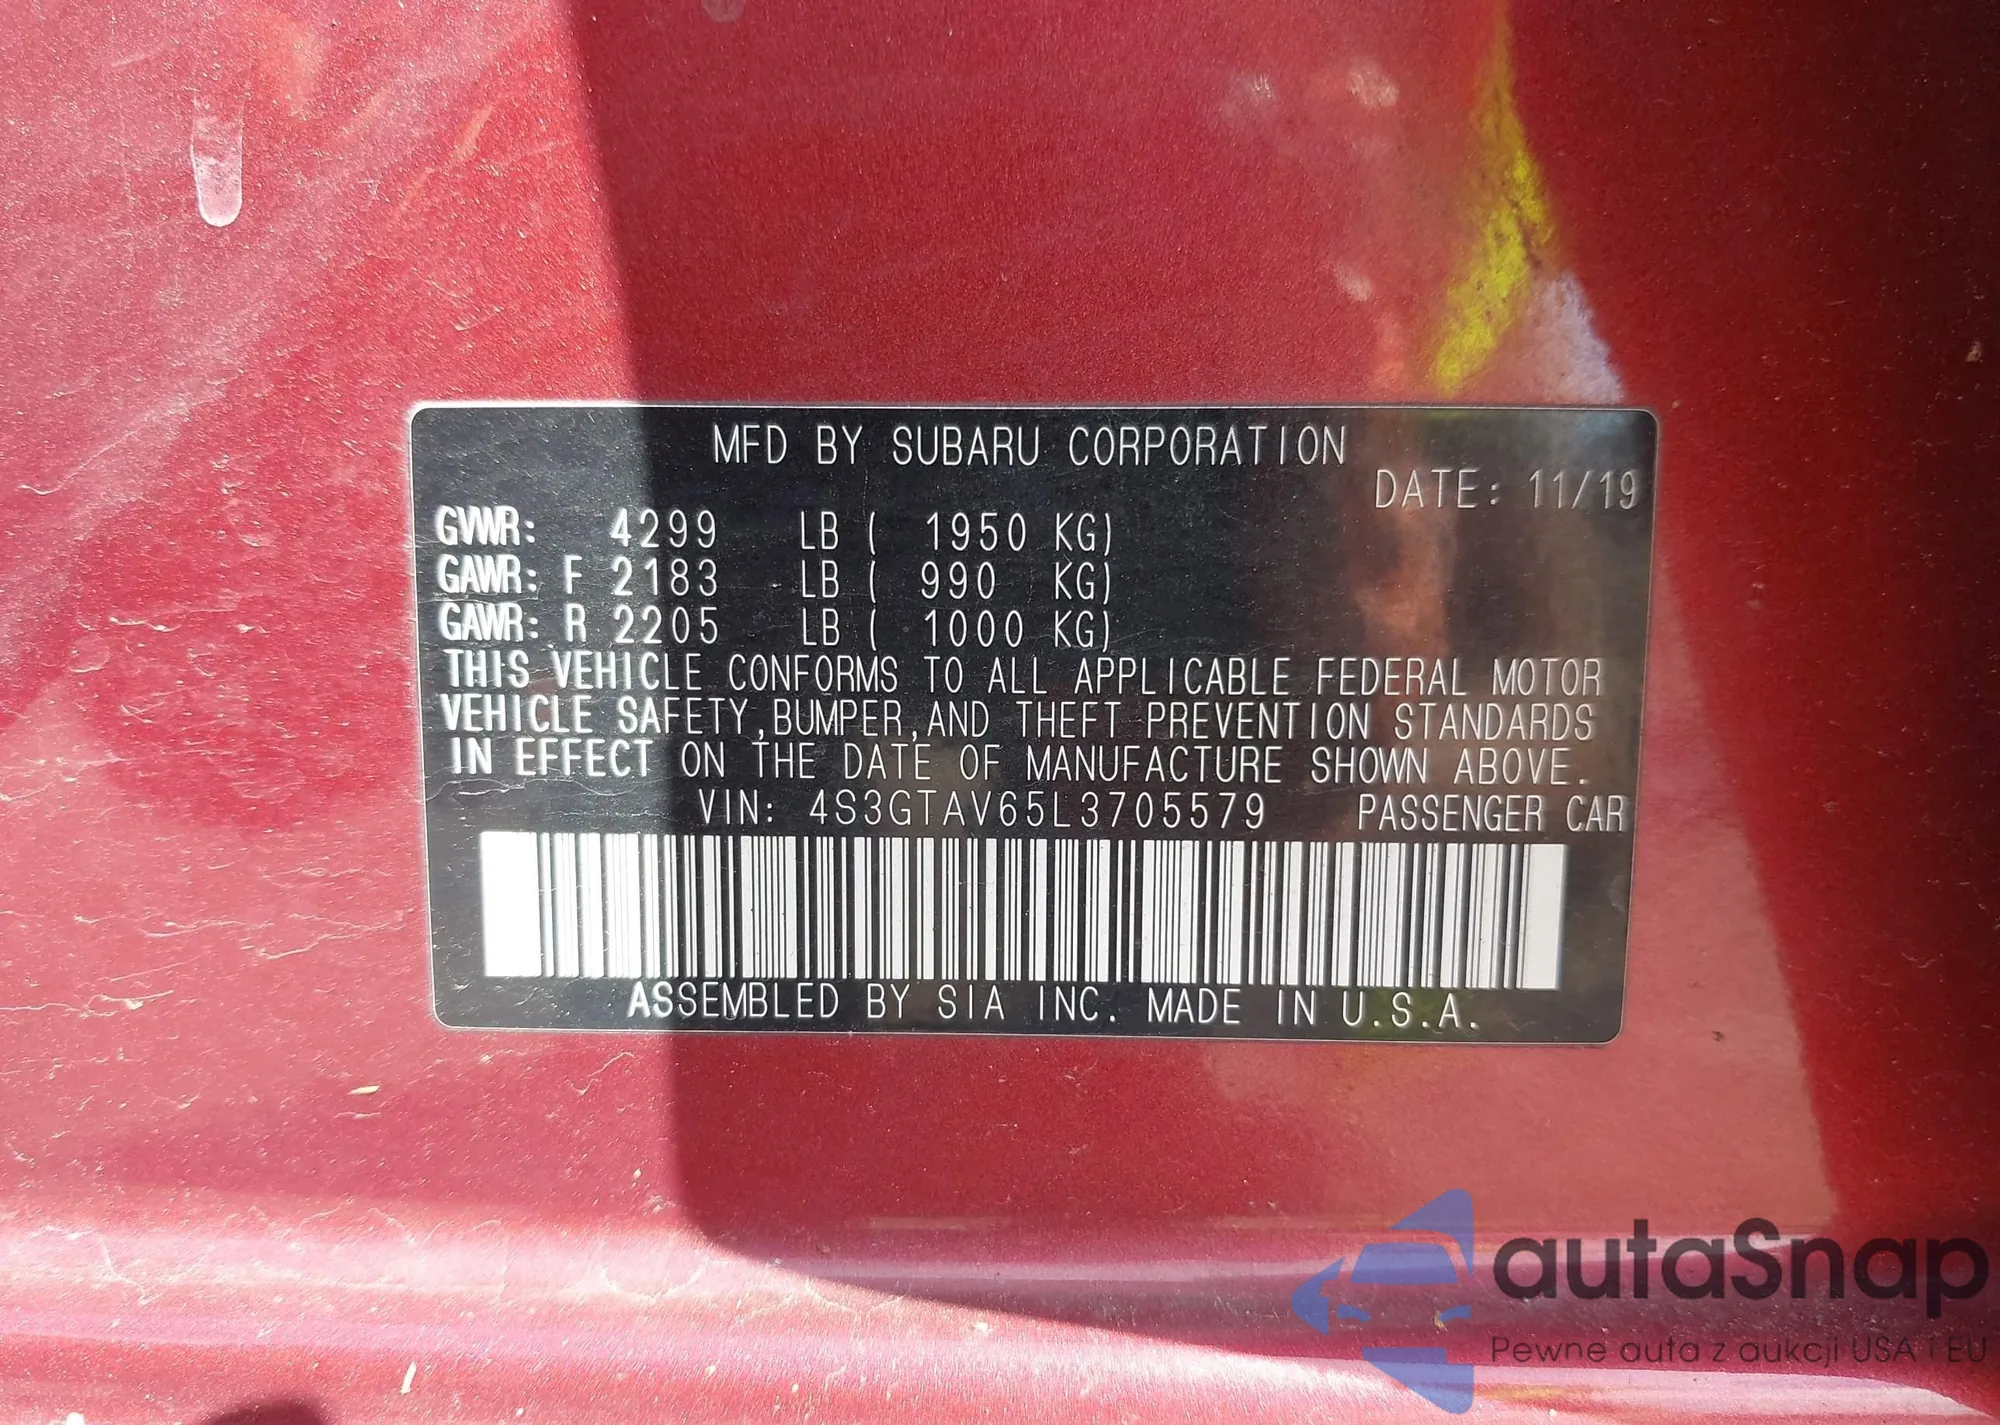 MFD BY SUBARU CORPORATION
DATE: 11/19
GVWR: 4299 LB ( 1950 KG)
GAWR: F 2183 LB ( 990 KG)
GAWR: R 2205 LB ( 1000 KG)
THIS VEHICLE CONFORMS TO ALL APPLICABLE FEDERAL MOTOR
VEHICLE SAFETY,BUMPER,AND THEFT PREVENTION STANDARDS
IN EFFECT ON THE DATE OF MANUFACTURE SHOWN ABOVE.
VIN: 4S3GTAV65L3705579 PASSENGER CAR
ASSEMBLED BY SIA INC. MADE IN U.S.A.
autaSnap
Pewne auta z aukcji USA i EU